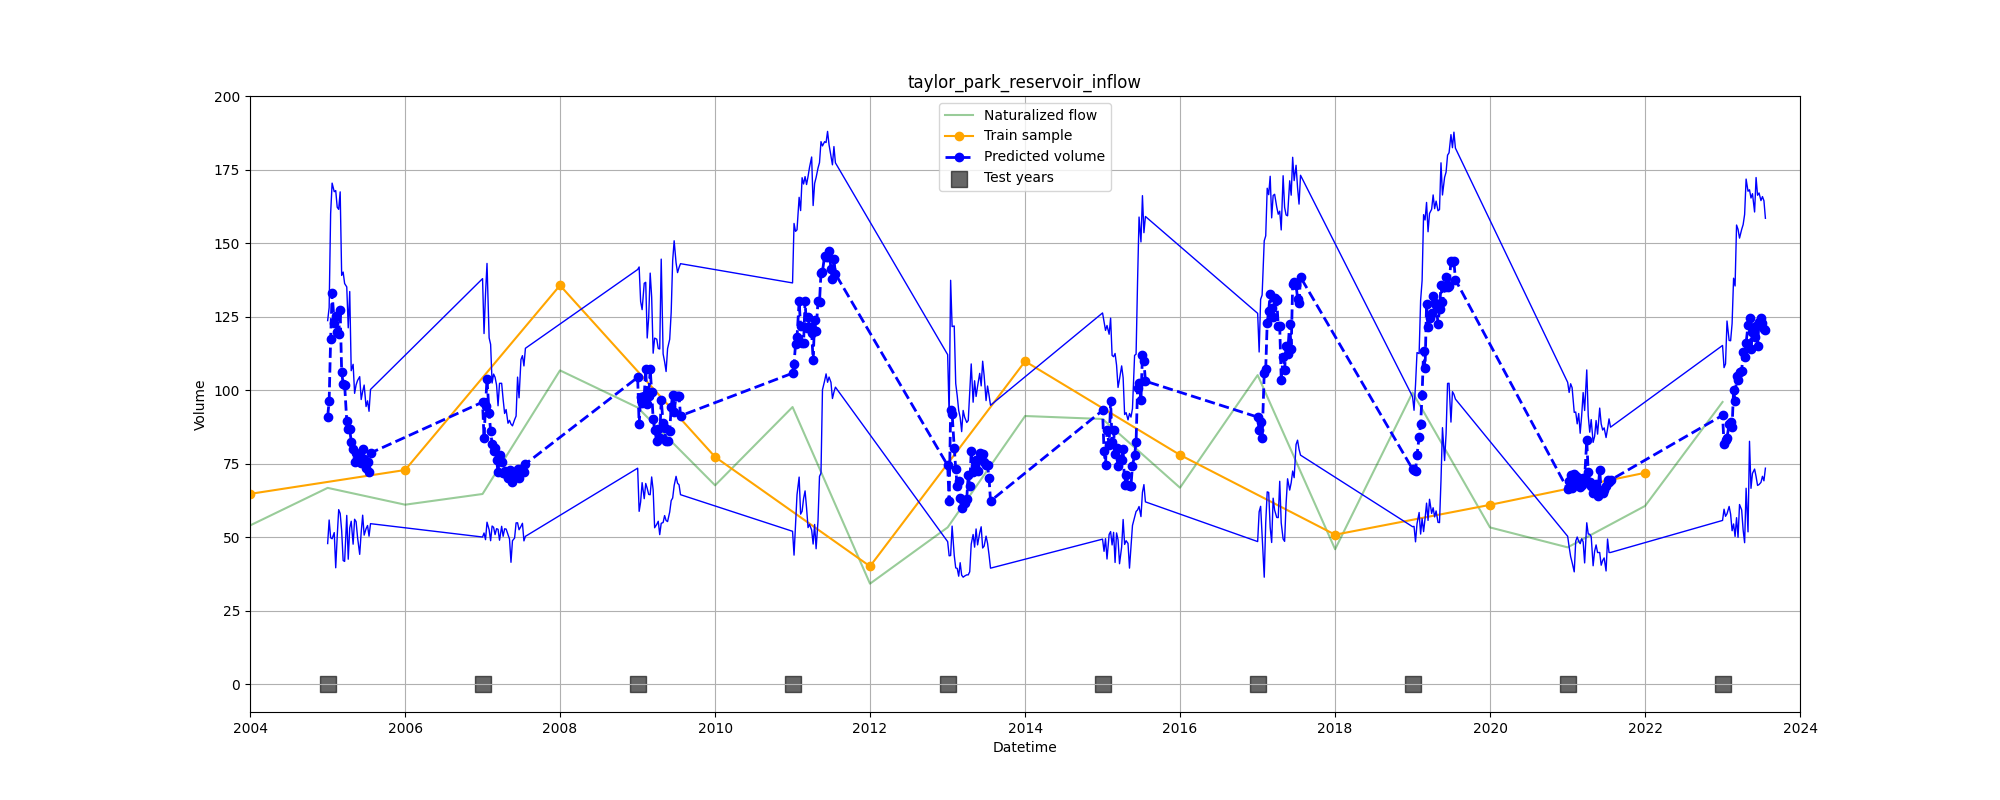 taylor_park_reservoir_inflow
Naturalized flow
Train sample
Predicted volume
Test years
Volume
200
175
150
125
100
75
50
25
0
2004 2006 2008 2010 2012 2014 2016 2018 2020 2022 2024
Datetime